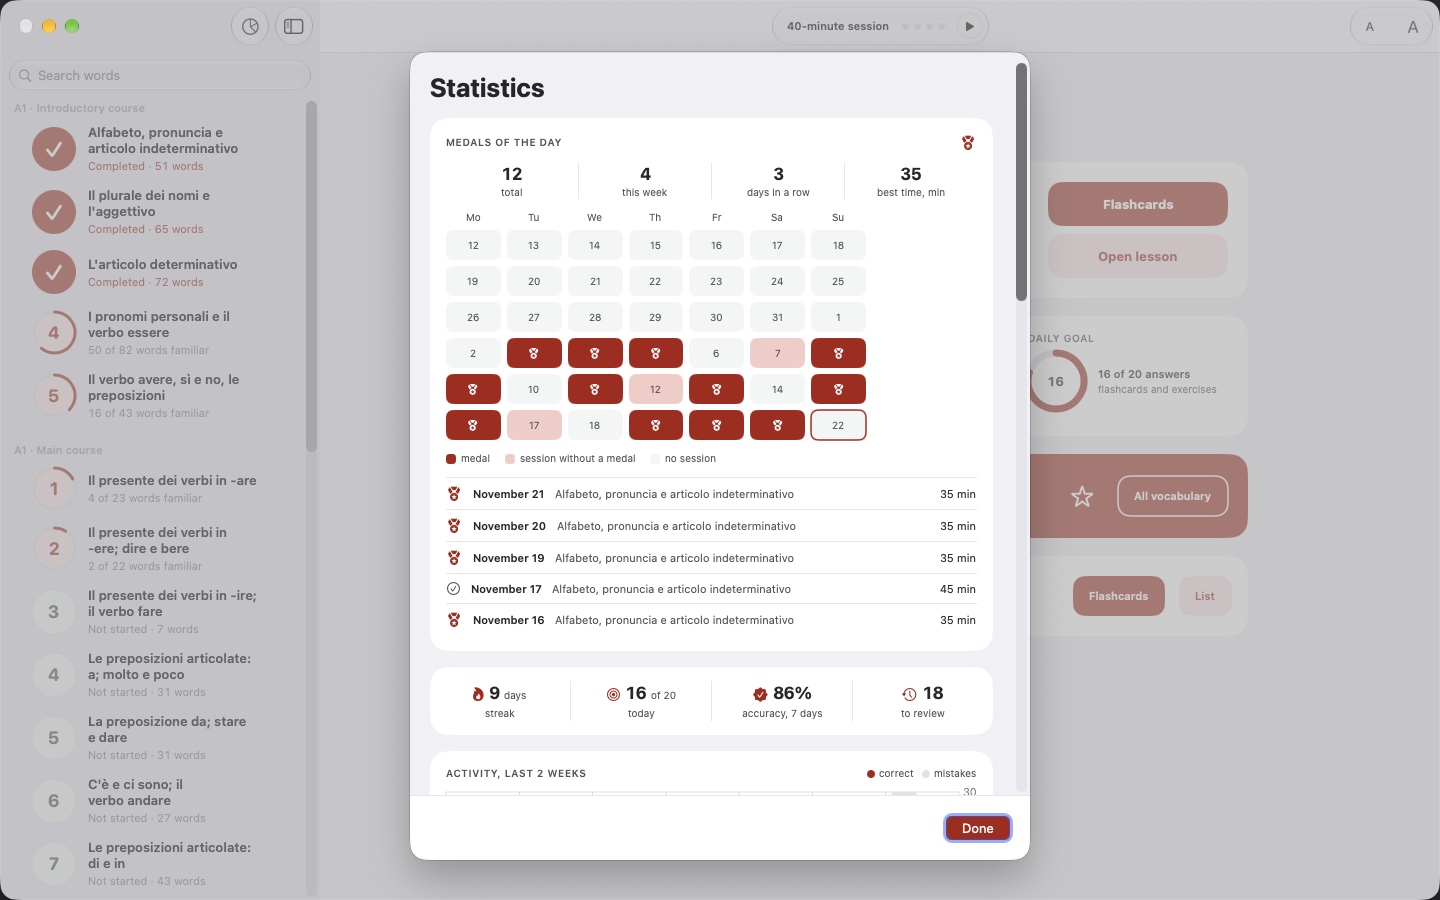 40-minute session
A A
Search words
A1 · Introductory course
Alfabeto, pronuncia e
articolo indeterminativo
Completed · 51 words
Il plurale dei nomi e
l'aggettivo
Completed · 65 words
L'articolo determinativo
Completed · 72 words
4
I pronomi personali e il
verbo essere
50 of 82 words familiar
5
Il verbo avere, sì e no, le
preposizioni
16 of 43 words familiar
A1 · Main course
1
Il presente dei verbi in -are
4 of 23 words familiar
2
Il presente dei verbi in
-ere; dire e bere
2 of 22 words familiar
3
Il presente dei verbi in -ire;
il verbo fare
Not started · 7 words
4
Le preposizioni articolate:
a; molto e poco
Not started · 31 words
5
La preposizione da; stare
e dare
Not started · 31 words
6
C'è e ci sono; il
verbo andare
Not started · 27 words
7
Le preposizioni articolate:
di e in
Not started · 43 words
Statistics
MEDALS OF THE DAY
12 4 3 35
total this week days in a row best time, min
Mo Tu We Th Fr Sa Su
12 13 14 15 16 17 18
19 20 21 22 23 24 25
26 27 28 29 30 31 1
2 6 7
10 12 14
17 18 22
medal session without a medal no session
November 21 Alfabeto, pronuncia e articolo indeterminativo 35 min
November 20 Alfabeto, pronuncia e articolo indeterminativo 35 min
November 19 Alfabeto, pronuncia e articolo indeterminativo 35 min
November 17 Alfabeto, pronuncia e articolo indeterminativo 45 min
November 16 Alfabeto, pronuncia e articolo indeterminativo 35 min
9 days 16 of 20 86% 18
streak today accuracy, 7 days to review
ACTIVITY, LAST 2 WEEKS correct mistakes
30
Done
Flashcards
Open lesson
DAILY GOAL
16
16 of 20 answers
flashcards and exercises
All vocabulary
Flashcards List